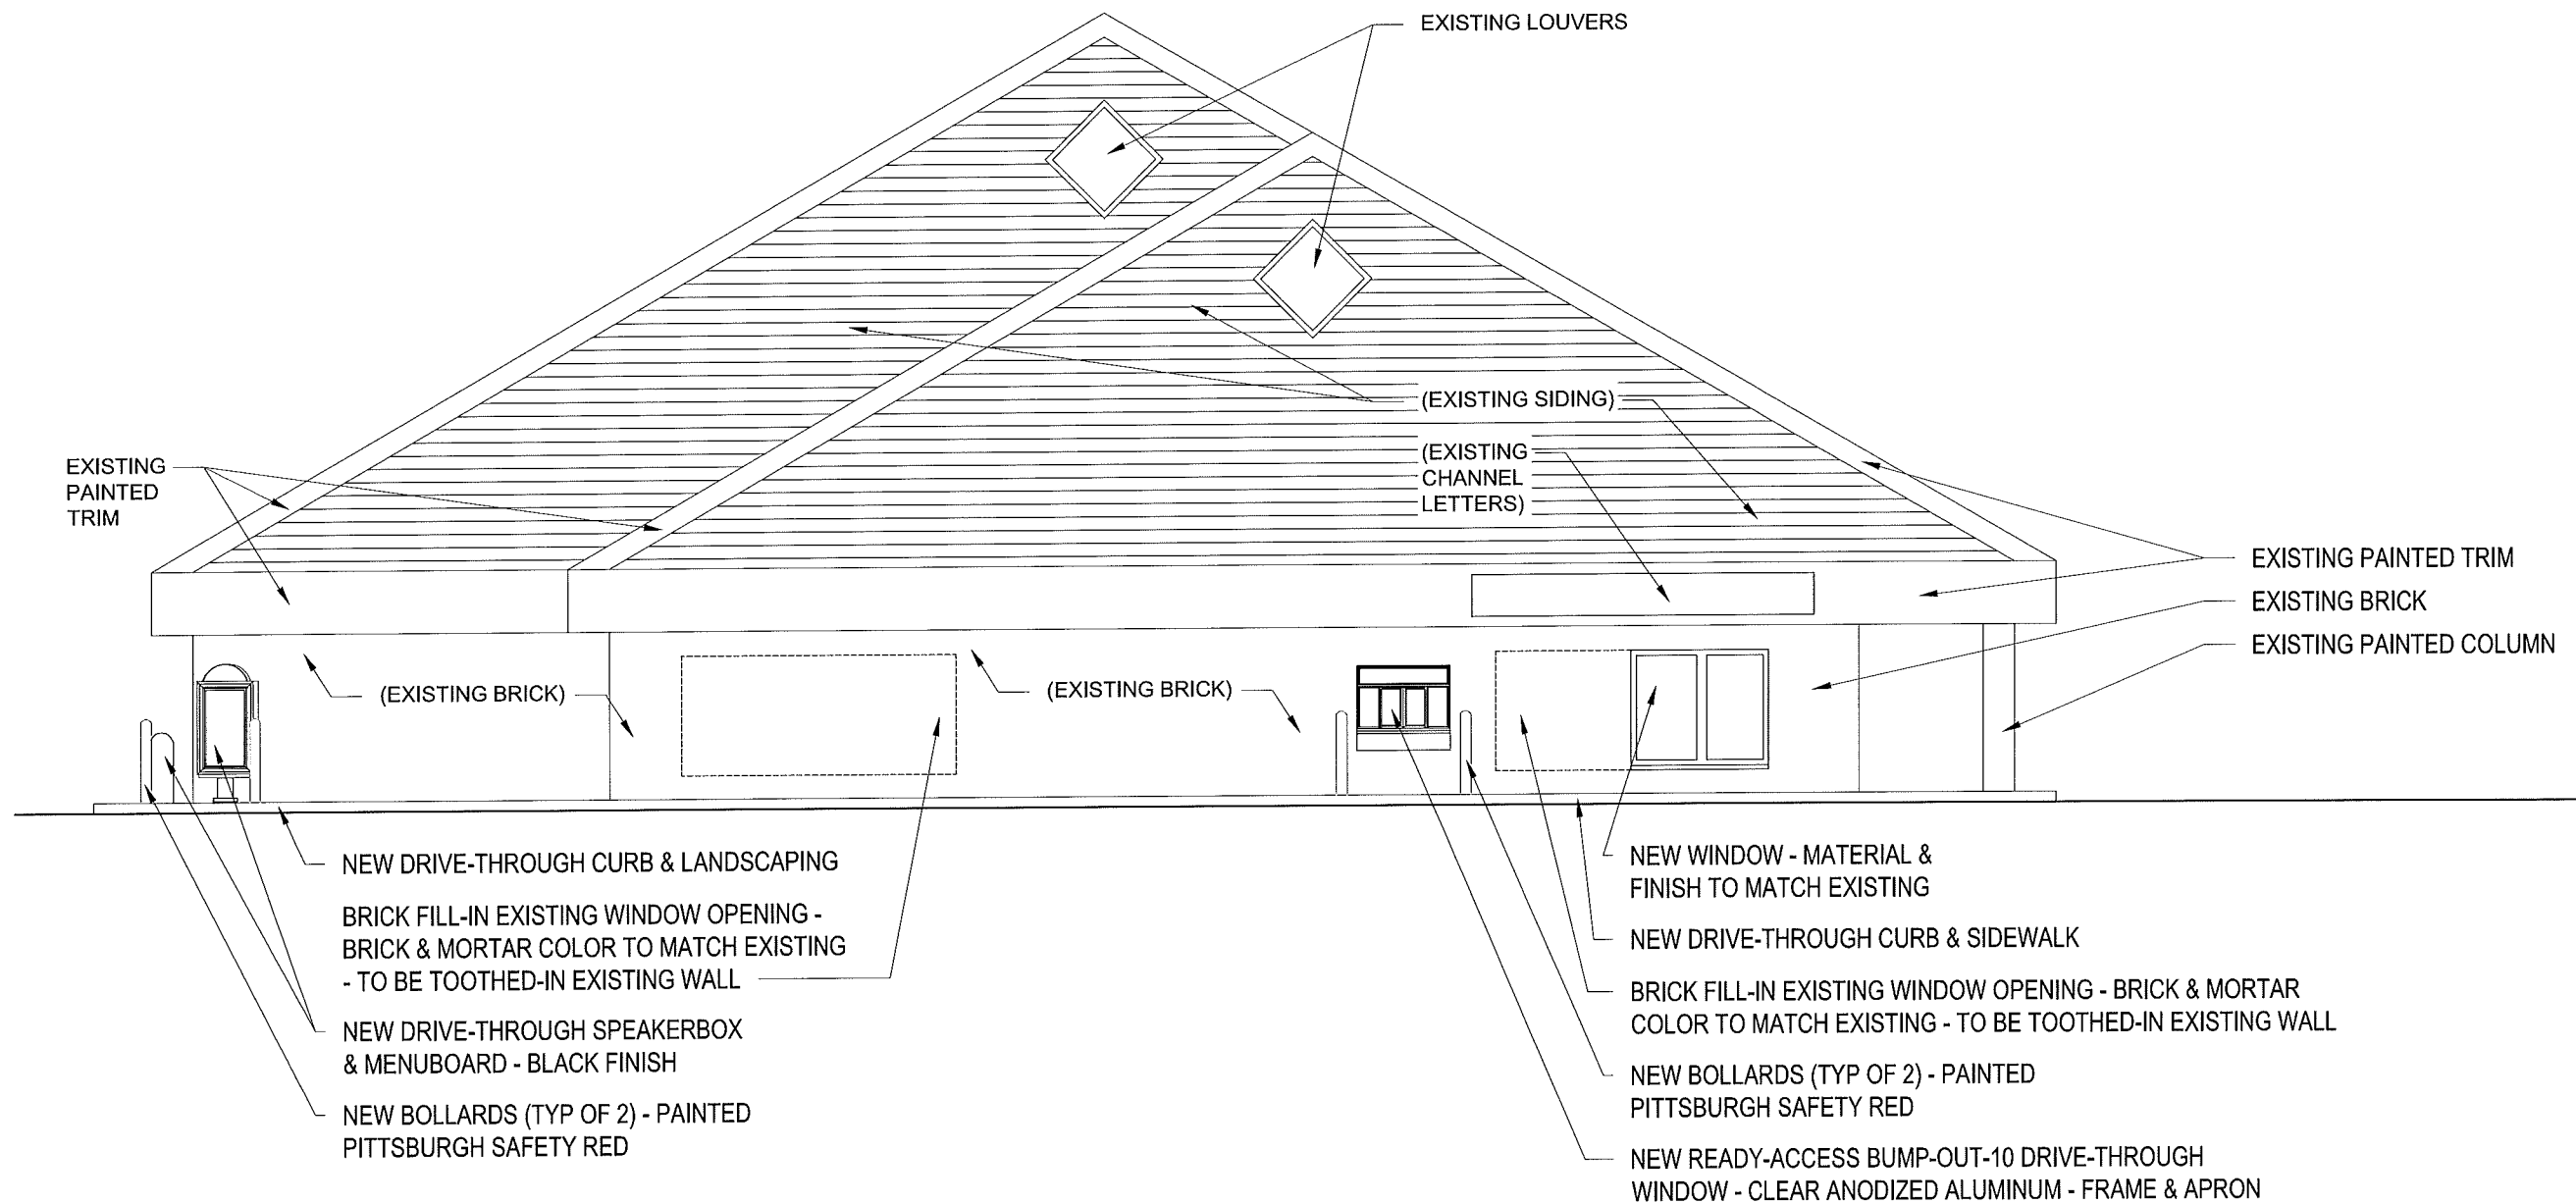 EXISTING LOUVERS
(EXISTING SIDING)
(EXISTING
CHANNEL
LETTERS)
EXISTING
PAINTED
TRIM
EXISTING PAINTED TRIM
EXISTING BRICK
EXISTING PAINTED COLUMN
(EXISTING BRICK)
(EXISTING BRICK)
NEW DRIVE-THROUGH CURB & LANDSCAPING
BRICK FILL-IN EXISTING WINDOW OPENING -
BRICK & MORTAR COLOR TO MATCH EXISTING
- TO BE TOOTHED-IN EXISTING WALL
NEW DRIVE-THROUGH SPEAKERBOX
& MENUBOARD - BLACK FINISH
NEW BOLLARDS (TYP OF 2) - PAINTED
PITTSBURGH SAFETY RED
NEW WINDOW - MATERIAL &
FINISH TO MATCH EXISTING
NEW DRIVE-THROUGH CURB & SIDEWALK
BRICK FILL-IN EXISTING WINDOW OPENING - BRICK & MORTAR
COLOR TO MATCH EXISTING - TO BE TOOTHED-IN EXISTING WALL
NEW BOLLARDS (TYP OF 2) - PAINTED
PITTSBURGH SAFETY RED
NEW READY-ACCESS BUMP-OUT-10 DRIVE-THROUGH
WINDOW - CLEAR ANODIZED ALUMINUM - FRAME & APRON